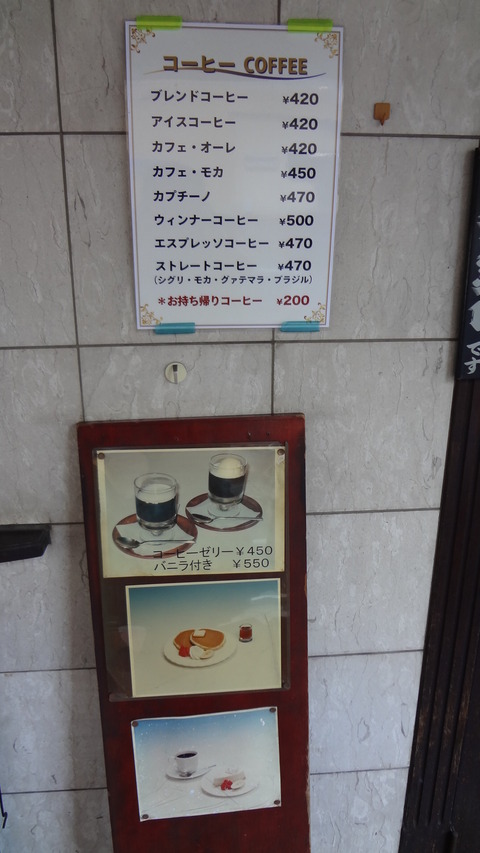 コーヒー COFFEE
ブレンドコーヒー ¥420
アイスコーヒー ¥420
カフェ・オーレ ¥420
カフェ・モカ ¥450
カプチーノ ¥470
ウィンナーコーヒー ¥500
エスプレッソコーヒー ¥470
ストレートコーヒー ¥470
(シグリ・モカ・グァテマラ・ブラジル)
＊お持ち帰りコーヒー ¥200
コーヒーゼリー ¥450
バニラ付き ¥550
です